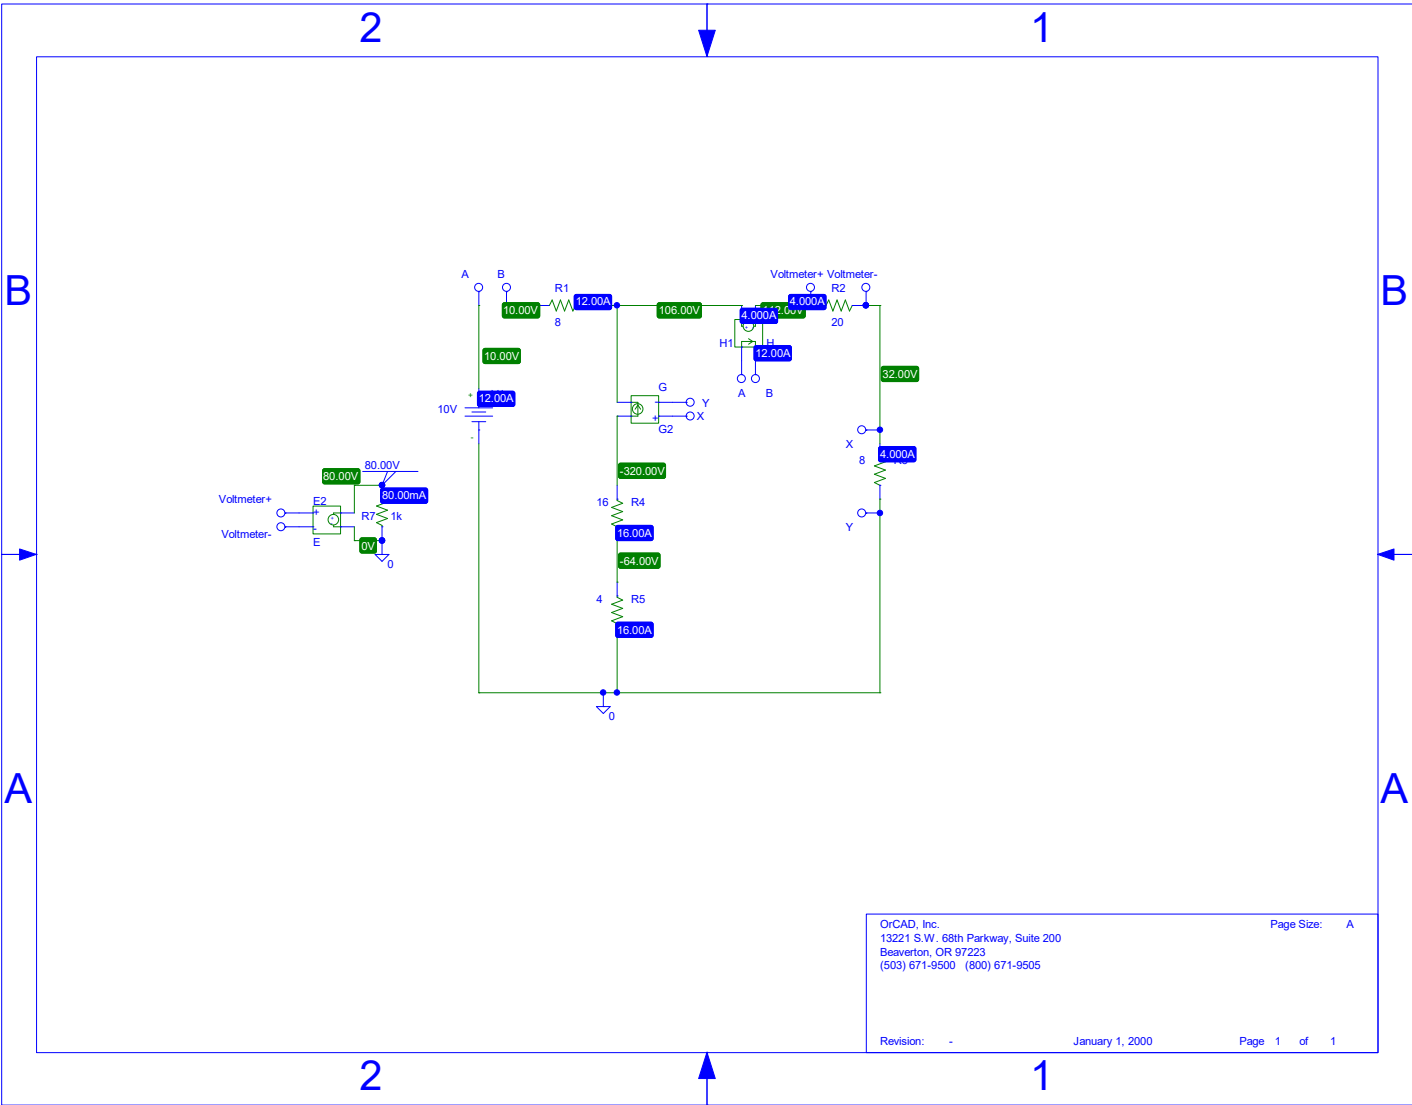 2
1
B
B
A
B
R1
12.00A
10.00V
8
106.00V
Voltmeter+
Voltmeter-
4.000A
R2
20
4.000A
H1
12.00A
A
B
10.00V
12.00A
+
10V
-
G
Y
X
+
-
G2
32.00V
X
4.000A
8
Y
-320.00V
16
R4
16.00A
-64.00V
4
R5
16.00A
0
80.00V
80.00V
80.00mA
Voltmeter+
Voltmeter-
E2
+
-
E
R7
1k
0V
0
A
A
OrCAD, Inc.
13221 S.W. 68th Parkway, Suite 200
Beaverton, OR 97223
(503) 671-9500 (800) 671-9505
Page Size: A
Revision: -
January 1, 2000
Page 1 of 1
2
1